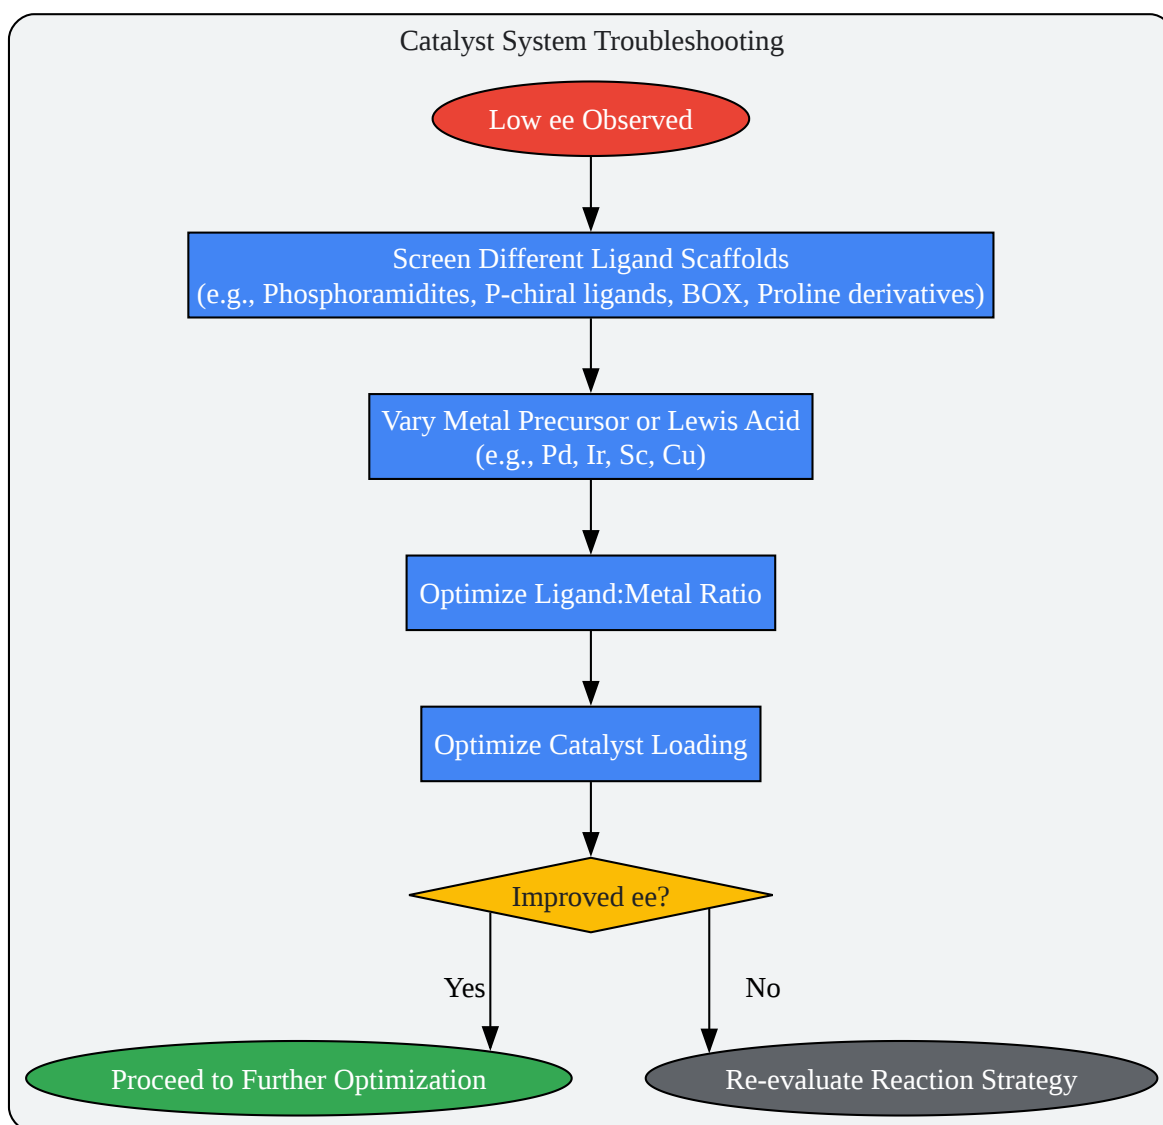 Catalyst System Troubleshooting
Low ee Observed
Screen Different Ligand Scaffolds
(e.g., Phosphoramidites, P-chiral ligands, BOX, Proline derivatives)
Vary Metal Precursor or Lewis Acid
(e.g., Pd, Ir, Sc, Cu)
Optimize Ligand:Metal Ratio
Optimize Catalyst Loading
Improved ee?
Yes
No
Proceed to Further Optimization
Re-evaluate Reaction Strategy